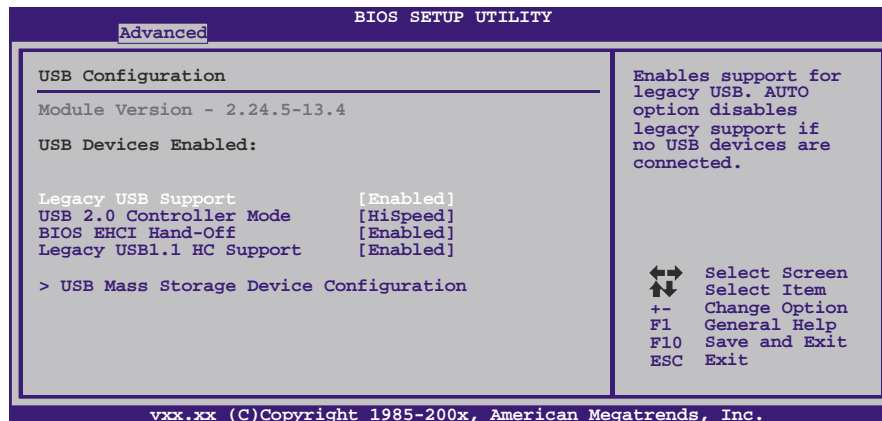 BIOS SETUP UTILITY
Advanced
USB Configuration
Module Version - 2.24.5-13.4
USB Devices Enabled:
Legacy USB Support [Enabled]
USB 2.0 Controller Mode [HiSpeed]
BIOS EHCI Hand-Off [Enabled]
Legacy USB1.1 HC Support [Enabled]
> USB Mass Storage Device Configuration
Enables support for
legacy USB. AUTO
option disables
legacy support if
no USB devices are
connected.
Select Screen
Select Item
+- Change Option
F1 General Help
F10 Save and Exit
ESC Exit
vxx.xx (C)Copyright 1985-200x, American Megatrends, Inc.